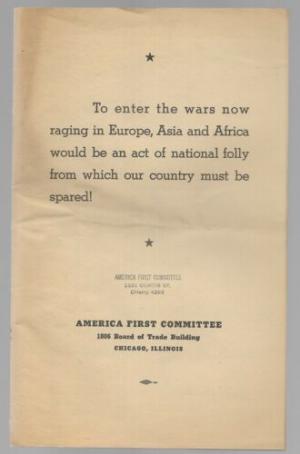 To enter the wars now
raging in Europe, Asia and Africa
would be an act of national folly
from which our country must be
spared!
AMERICA FIRST COMMITTEE
AMERICA FIRST COMMITTEE
1806 Board of Trade Building
CHICAGO, ILLINOIS